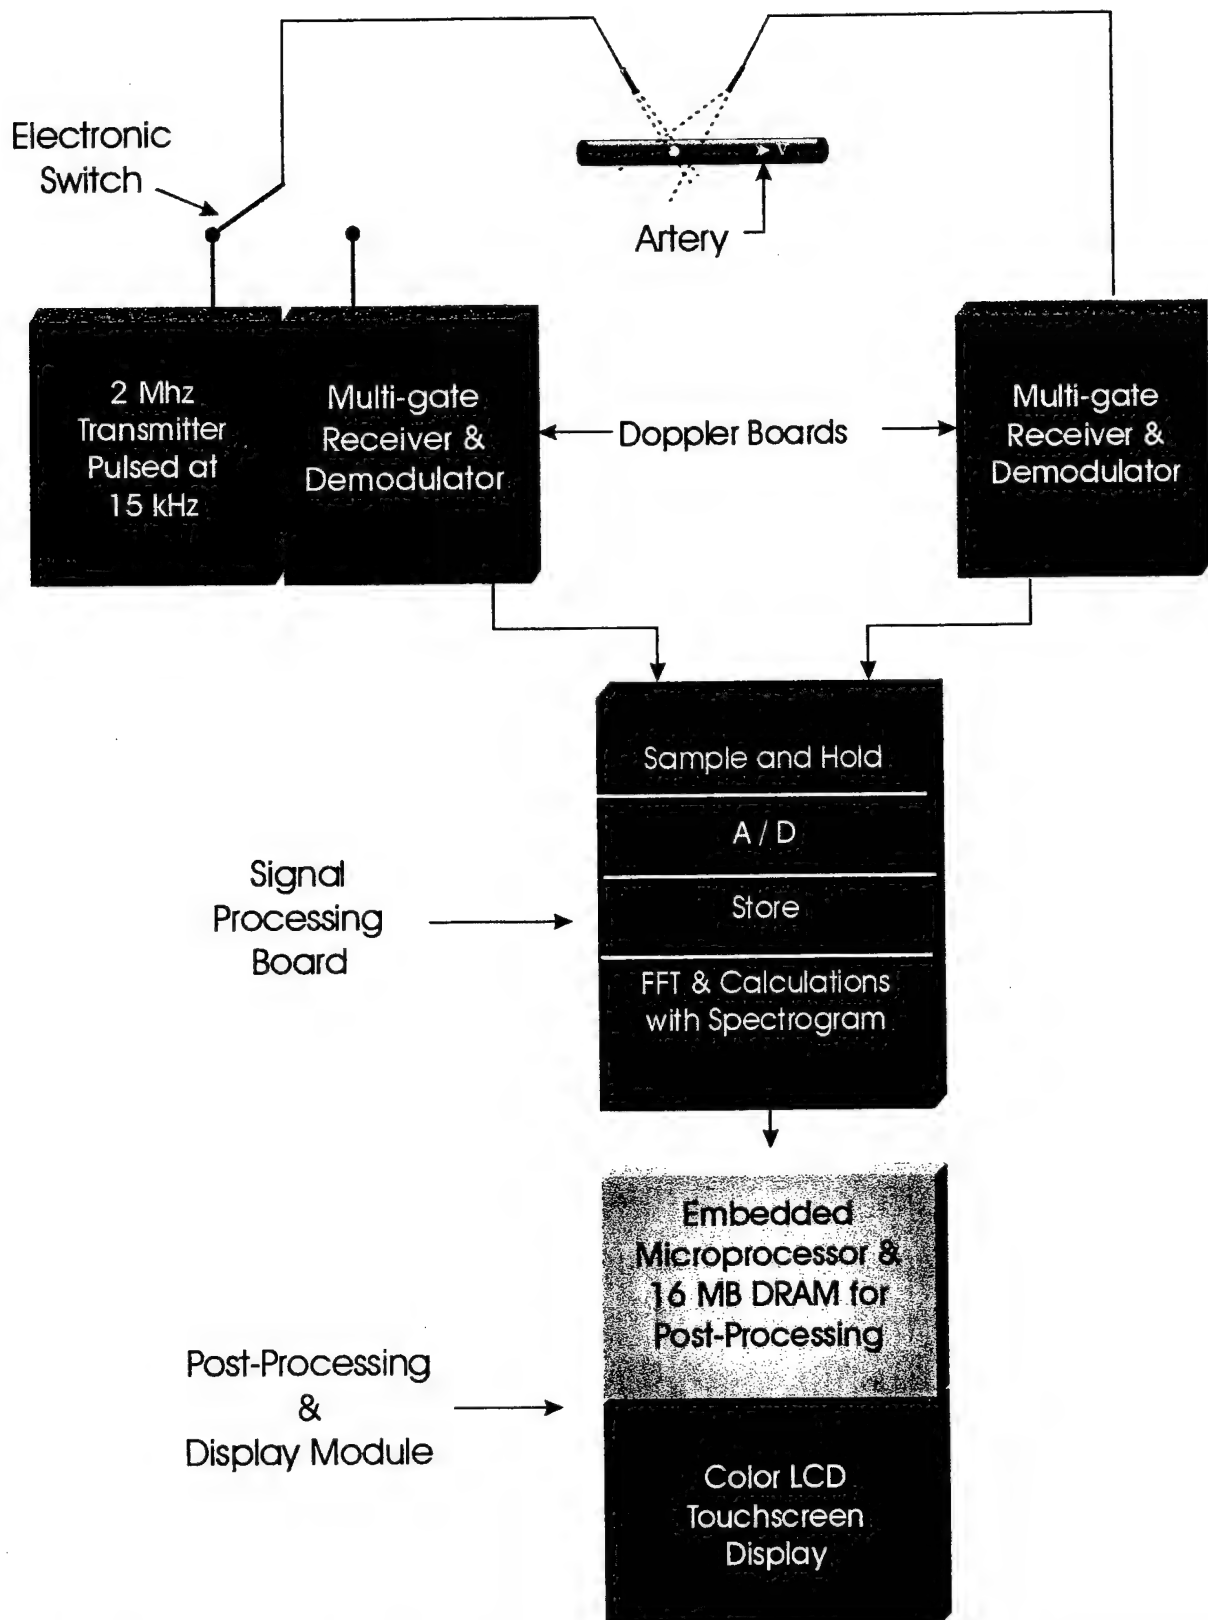 Electronic
Switch
V
Artery
2 Mhz
Transmitter
Pulsed at
15 kHz
Multi-gate
Receiver &
Demodulator
Doppler Boards
Multi-gate
Receiver &
Demodulator
Sample and Hold
A / D
Store
FFT & Calculations
with Spectrogram
Signal
Processing
Board
Embedded
Microprocessor &
16 MB DRAM for
Post-Processing
Post-Processing
&
Display Module
Color LCD
Touchscreen
Display